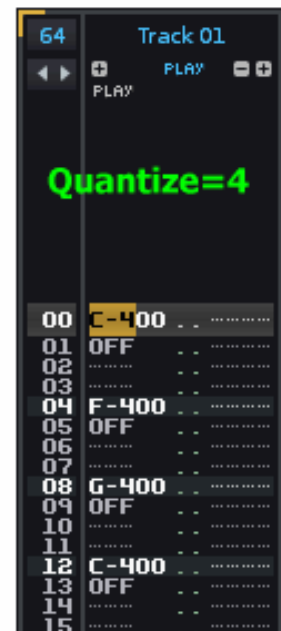 64 Track 01
PLAY
PLAY
Quantize=4
00 C-400 .. ............
01 OFF .. ............
02 ...... .. ............
03 ...... .. ............
04 F-400 .. ............
05 OFF .. ............
06 ...... .. ............
07 ...... .. ............
08 G-400 .. ............
09 OFF .. ............
10 ...... .. ............
11 ...... .. ............
12 C-400 .. ............
13 OFF .. ............
14 ...... .. ............
15 ...... .. ............